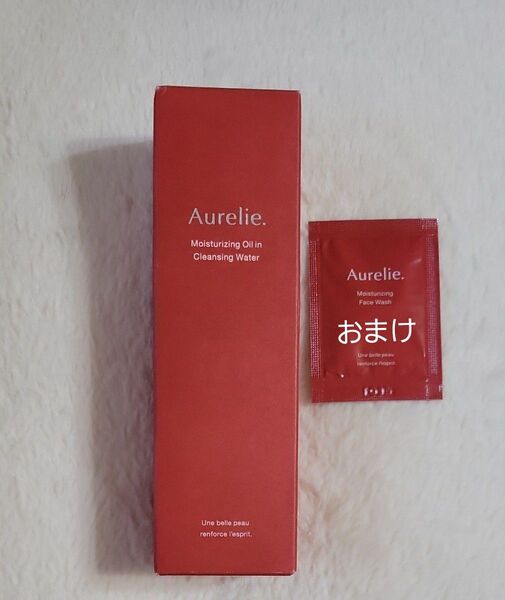 Aurelie.
Moisturizing Oil in
Cleansing Water
Une belle peau
renforce l'esprit.
Aurelie.
Moisturizing
Face Wash
おまけ
Une belle peau
renforce l'esprit.